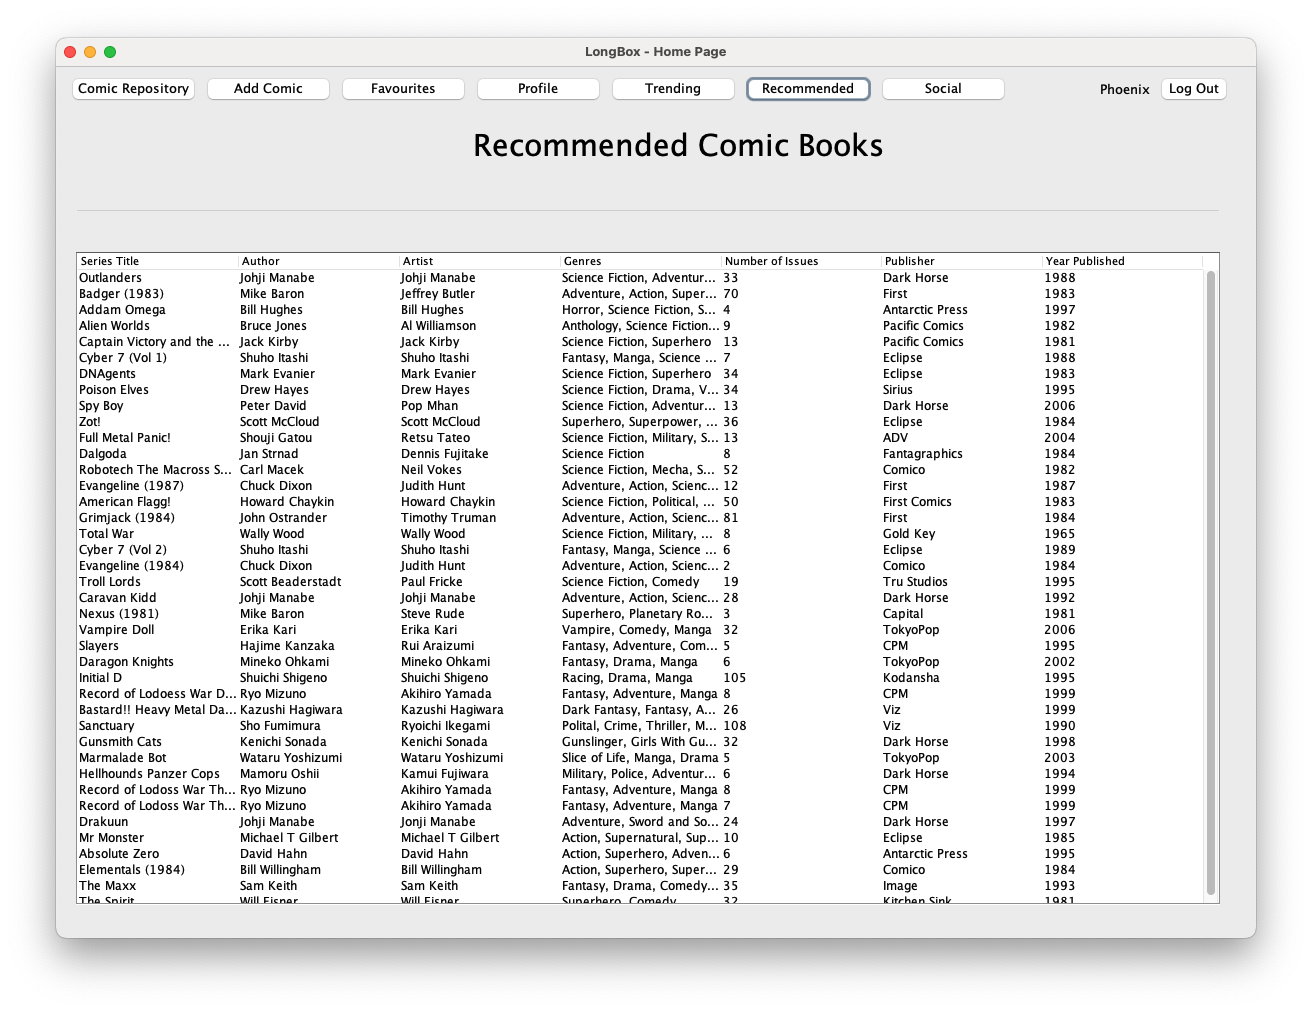 LongBox - Home Page
Comic Repository Add Comic Favourites Profile Trending Recommended Social Phoenix Log Out
Recommended Comic Books
Series Title Author Artist Genres Number of Issues Publisher Year Published
Outlanders Johji Manabe Johji Manabe Science Fiction, Adventur... 33 Dark Horse 1988
Badger (1983) Mike Baron Jeffrey Butler Adventure, Action, Super... 70 First 1983
Addam Omega Bill Hughes Bill Hughes Horror, Science Fiction, S... 4 Antarctic Press 1997
Alien Worlds Bruce Jones Al Williamson Anthology, Science Fiction... 9 Pacific Comics 1982
Captain Victory and the ... Jack Kirby Jack Kirby Science Fiction, Superhero 13 Pacific Comics 1981
Cyber 7 (Vol 1) Shuho Itashi Shuho Itashi Fantasy, Manga, Science ... 7 Eclipse 1988
DNAgents Mark Evanier Mark Evanier Science Fiction, Superhero 34 Eclipse 1983
Poison Elves Drew Hayes Drew Hayes Science Fiction, Drama, V... 34 Sirius 1995
Spy Boy Peter David Pop Mhan Science Fiction, Adventur... 13 Dark Horse 2006
Zot! Scott McCloud Scott McCloud Superhero, Superpower, ... 36 Eclipse 1984
Full Metal Panic! Shouji Gatou Retsu Tateo Science Fiction, Military, S... 13 ADV 2004
Dalgoda Jan Strnad Dennis Fujitake Science Fiction 8 Fantagraphics 1984
Robotech The Macross S... Carl Macek Neil Vokes Science Fiction, Mecha, S... 52 Comico 1982
Evangeline (1987) Chuck Dixon Judith Hunt Adventure, Action, Scienc... 12 First 1987
American Flagg! Howard Chaykin Howard Chaykin Science Fiction, Political, ... 50 First Comics 1983
Grimjack (1984) John Ostrander Timothy Truman Adventure, Action, Scienc... 81 First 1984
Total War Wally Wood Wally Wood Science Fiction, Military, ... 8 Gold Key 1965
Cyber 7 (Vol 2) Shuho Itashi Shuho Itashi Fantasy, Manga, Science ... 6 Eclipse 1989
Evangeline (1984) Chuck Dixon Judith Hunt Adventure, Action, Scienc... 2 Comico 1984
Troll Lords Scott Beaderstadt Paul Fricke Science Fiction, Comedy 19 Tru Studios 1995
Caravan Kidd Johji Manabe Johji Manabe Adventure, Action, Scienc... 28 Dark Horse 1992
Nexus (1981) Mike Baron Steve Rude Superhero, Planetary Ro... 3 Capital 1981
Vampire Doll Erika Kari Erika Kari Vampire, Comedy, Manga 32 TokyoPop 2006
Slayers Hajime Kanzaka Rui Araizumi Fantasy, Adventure, Com... 5 CPM 1995
Daragon Knights Mineko Ohkami Mineko Ohkami Fantasy, Drama, Manga 6 TokyoPop 2002
Initial D Shuichi Shigeno Shuichi Shigeno Racing, Drama, Manga 105 Kodansha 1995
Record of Lodoess War D... Ryo Mizuno Akihiro Yamada Fantasy, Adventure, Manga 8 CPM 1999
Bastard!! Heavy Metal Da... Kazushi Hagiwara Kazushi Hagiwara Dark Fantasy, Fantasy, A... 26 Viz 1999
Sanctuary Sho Fumimura Ryoichi Ikegami Polital, Crime, Thriller, M... 108 Viz 1990
Gunsmith Cats Kenichi Sonada Kenichi Sonada Gunslinger, Girls With Gu... 32 Dark Horse 1998
Marmalade Bot Wataru Yoshizumi Wataru Yoshizumi Slice of Life, Manga, Drama 5 TokyoPop 2003
Hellhounds Panzer Cops Mamoru Oshii Kamui Fujiwara Military, Police, Adventur... 6 Dark Horse 1994
Record of Lodoss War Th... Ryo Mizuno Akihiro Yamada Fantasy, Adventure, Manga 8 CPM 1999
Record of Lodoss War Th... Ryo Mizuno Akihiro Yamada Fantasy, Adventure, Manga 7 CPM 1999
Drakuun Johji Manabe Jonji Manabe Adventure, Sword and So... 24 Dark Horse 1997
Mr Monster Michael T Gilbert Michael T Gilbert Action, Supernatural, Sup... 10 Eclipse 1985
Absolute Zero David Hahn David Hahn Action, Superhero, Adven... 6 Antarctic Press 1995
Elementals (1984) Bill Willingham Bill Willingham Action, Superhero, Super... 29 Comico 1984
The Maxx Sam Keith Sam Keith Fantasy, Drama, Comedy... 35 Image 1993
The Spirit Will Eisner Will Eisner Superhero, Comedy 32 Kitchen Sink 1981